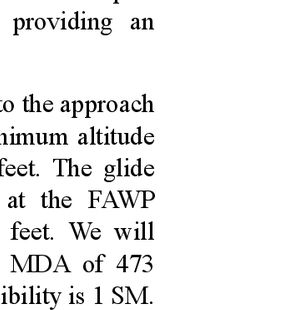 providing an
to the approach
nimum altitude
feet. The glide
at the FAWP
feet. We will
MDA of 473
ibility is 1 SM.